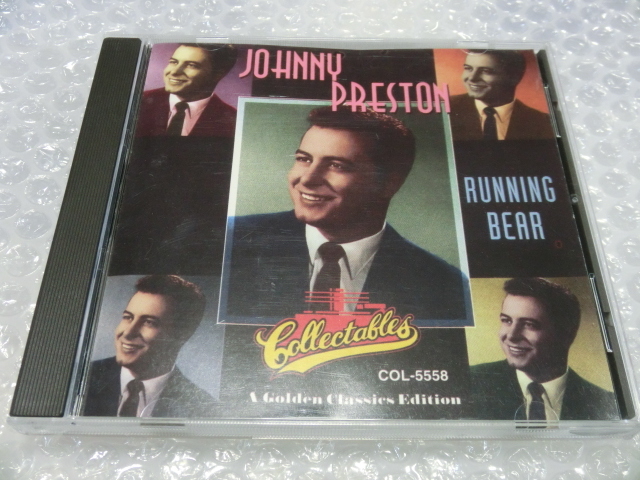 JOHNNY
PRESTON
RUNNING
BEAR
Collectables
COL-5558
A Golden Classics Edition